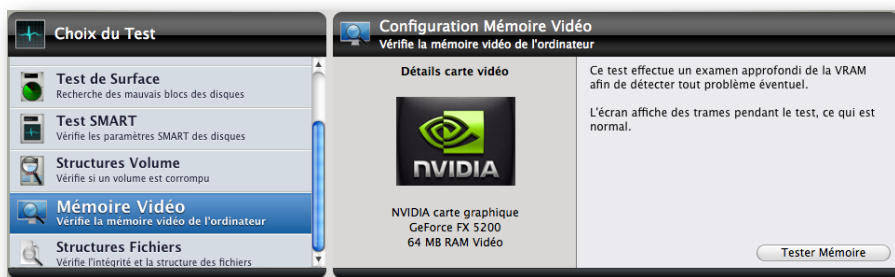 Choix du Test
Test de Surface
Recherche des mauvais blocs des disques
Test SMART
Vérifie les paramètres SMART des disques
Structures Volume
Vérifie si un volume est corrompu
Mémoire Vidéo
Vérifie la mémoire vidéo de l'ordinateur
Structures Fichiers
Vérifie l'intégrité et la structure des fichiers
Configuration Mémoire Vidéo
Vérifie la mémoire vidéo de l'ordinateur
Détails carte vidéo
NVIDIA
NVIDIA carte graphique
GeForce FX 5200
64 MB RAM Vidéo
Ce test effectue un examen approfondi de la VRAM
afin de détecter tout problème éventuel.
L'écran affiche des trames pendant le test, ce qui est
normal.
Tester Mémoire